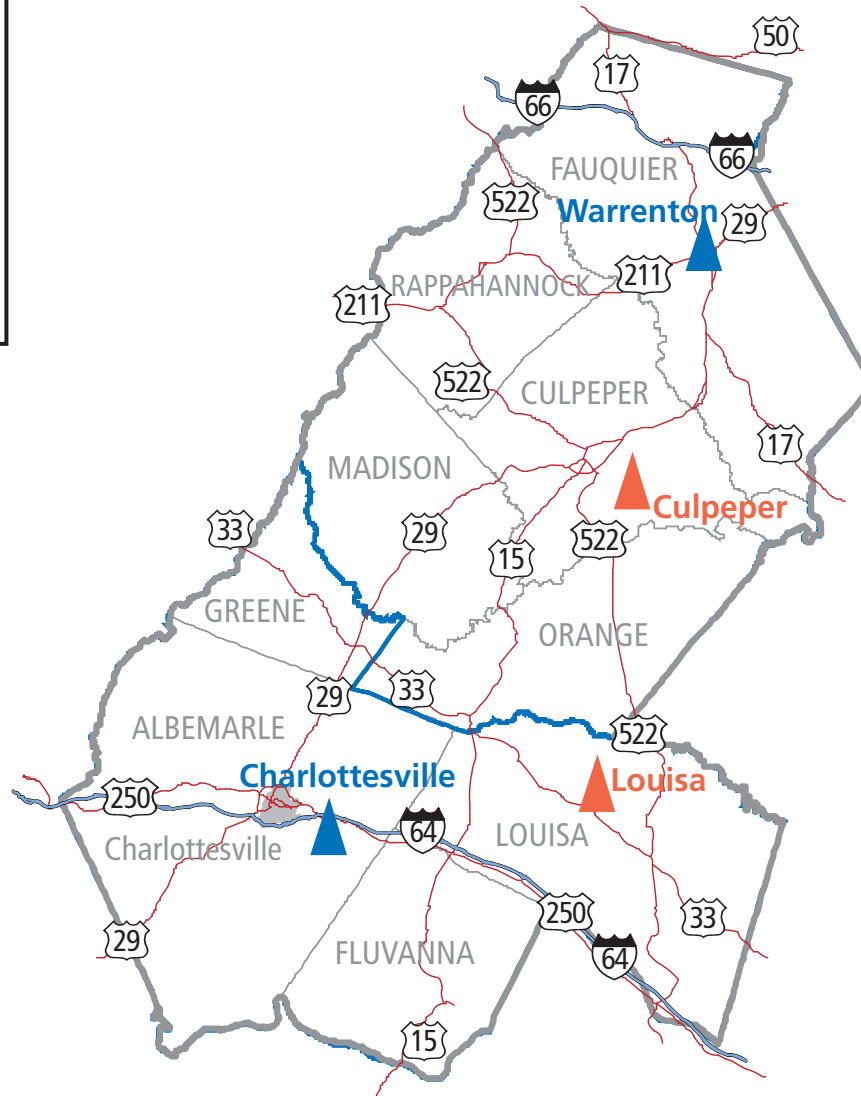 50
17
66
66
FAUQUIER
522
Warrenton
29
211
RAPPAHANNOCK
211
522
CULPEPER
17
MADISON
Culpeper
33
29
522
15
GREENE
ORANGE
29
33
ALBEMARLE
522
Charlottesville
Louisa
250
64
LOUISA
Charlottesville
250
33
29
FLUVANNA
64
15